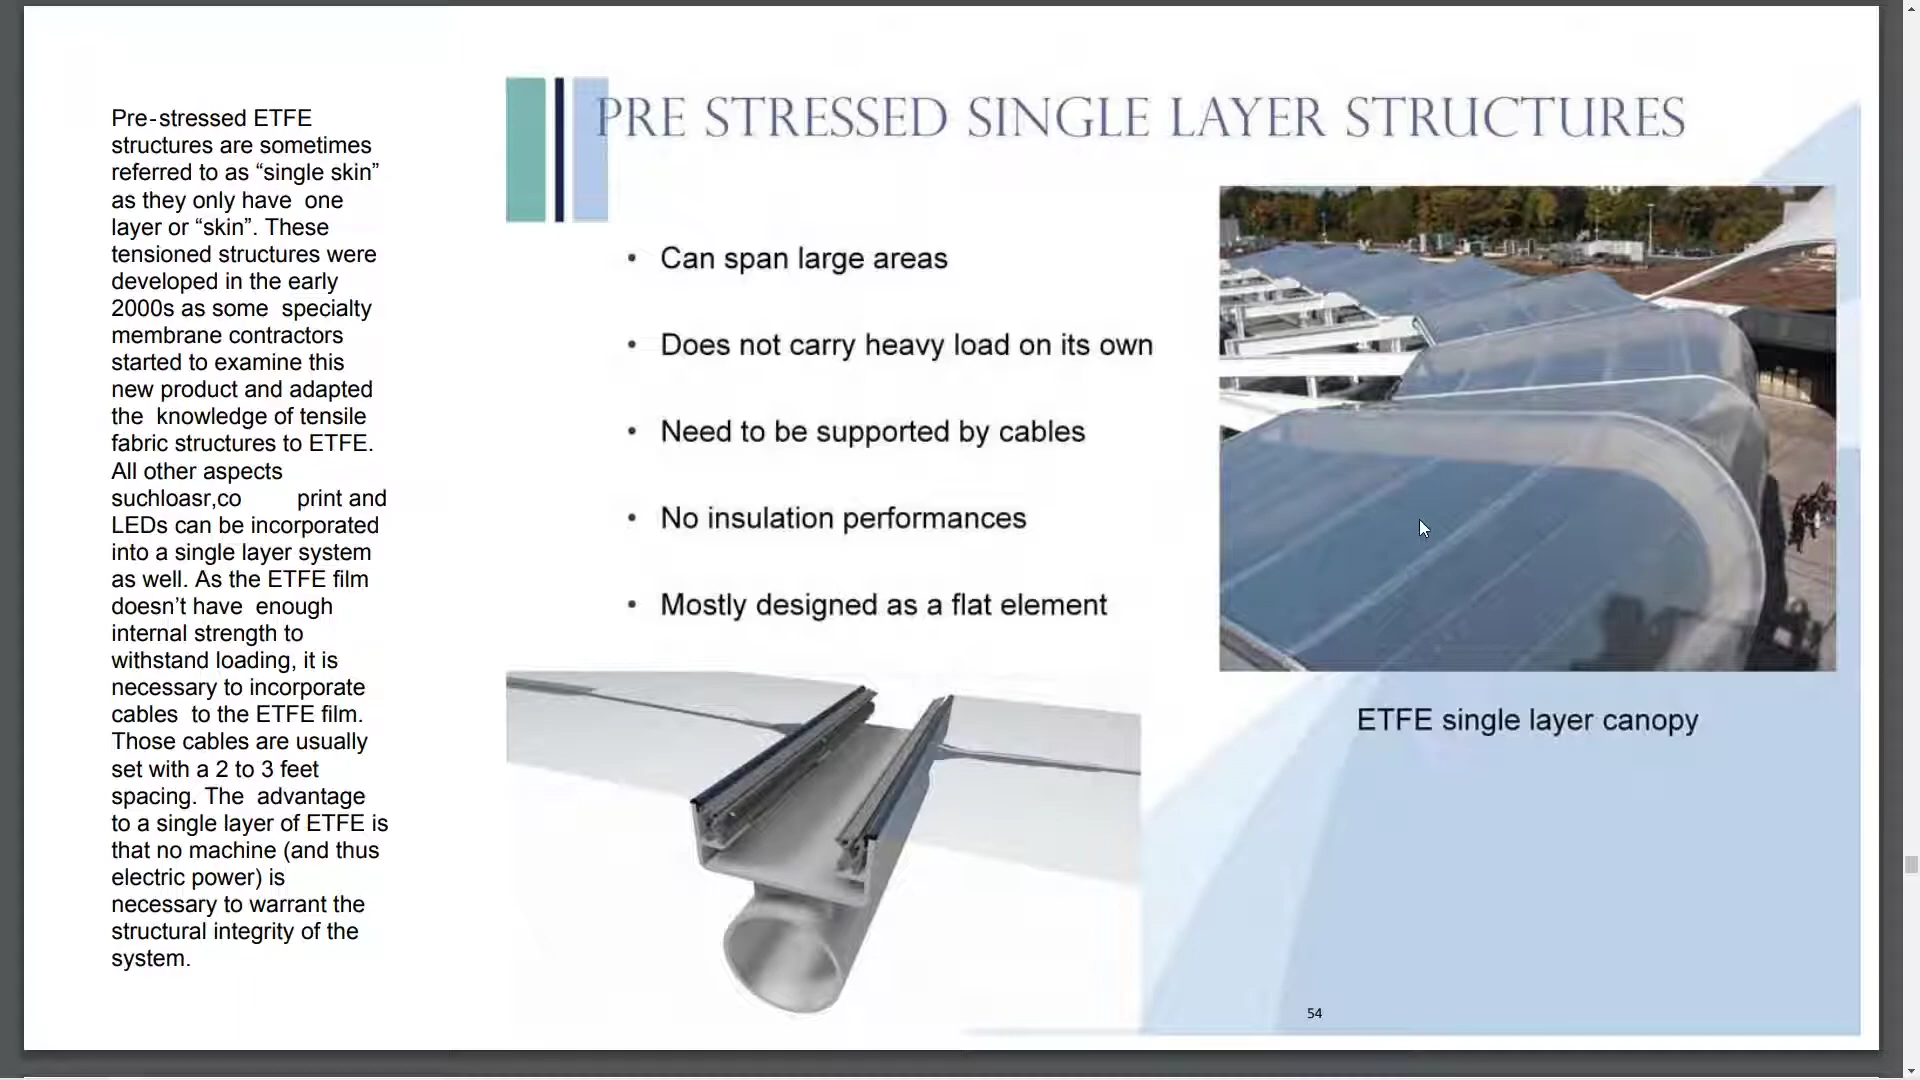 Pre-stressed ETFE
structures are sometimes
referred to as “single skin”
as they only have one
layer or “skin”. These
tensioned structures were
developed in the early
2000s as some specialty
membrane contractors
started to examine this
new product and adapted
the knowledge of tensile
fabric structures to ETFE.
All other aspects
suchloasr,co print and
LEDs can be incorporated
into a single layer system
as well. As the ETFE film
doesn’t have enough
internal strength to
withstand loading, it is
necessary to incorporate
cables to the ETFE film.
Those cables are usually
set with a 2 to 3 feet
spacing. The advantage
to a single layer of ETFE is
that no machine (and thus
electric power) is
necessary to warrant the
structural integrity of the
system.
PRE STRESSED SINGLE LAYER STRUCTURES
• Can span large areas
• Does not carry heavy load on its own
• Need to be supported by cables
• No insulation performances
• Mostly designed as a flat element
ETFE single layer canopy
54